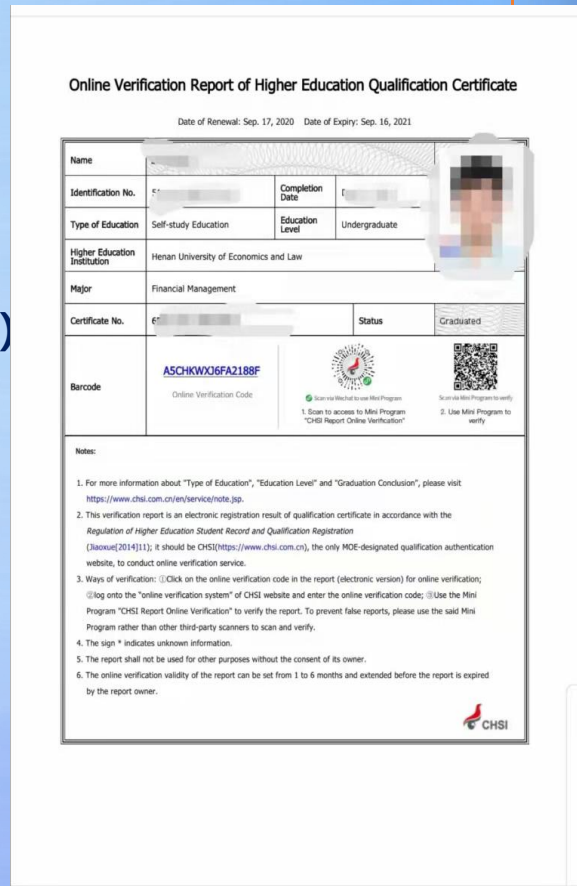 Online Verification Report of Higher Education Qualification Certificate
Date of Renewal: Sep. 17, 2020 Date of Expiry: Sep. 16, 2021
Name
Identification No.
Completion Date
Type of Education Self-study Education Education Level Undergraduate
Higher Education Institution Henan University of Economics and Law
Major Financial Management
Certificate No. Status Graduated
)
Barcode
A5CHKWXJ6FA2188F
Online Verification Code
Scan via Wechat to use Mini Program
1. Scan to access to Mini Program "CHSI Report Online Verification"
Scan via Mini Program to verify
2. Use Mini Program to verify
Notes:
1. For more information about "Type of Education", "Education Level" and "Graduation Conclusion", please visit
https://www.chsi.com.cn/en/service/note.jsp.
2. This verification report is an electronic registration result of qualification certificate in accordance with the
Regulation of Higher Education Student Record and Qualification Registration
(Jiaoxue[2014]11); it should be CHSI(https://www.chsi.com.cn), the only MOE-designated qualification authentication
website, to conduct online verification service.
3. Ways of verification: ①Click on the online verification code in the report (electronic version) for online verification;
②log onto the "online verification system" of CHSI website and enter the online verification code; ③Use the Mini
Program "CHSI Report Online Verification" to verify the report. To prevent false reports, please use the said Mini
Program rather than other third-party scanners to scan and verify.
4. The sign * indicates unknown information.
5. The report shall not be used for other purposes without the consent of its owner.
6. The online verification validity of the report can be set from 1 to 6 months and extended before the report is expired
by the report owner.
CHSI